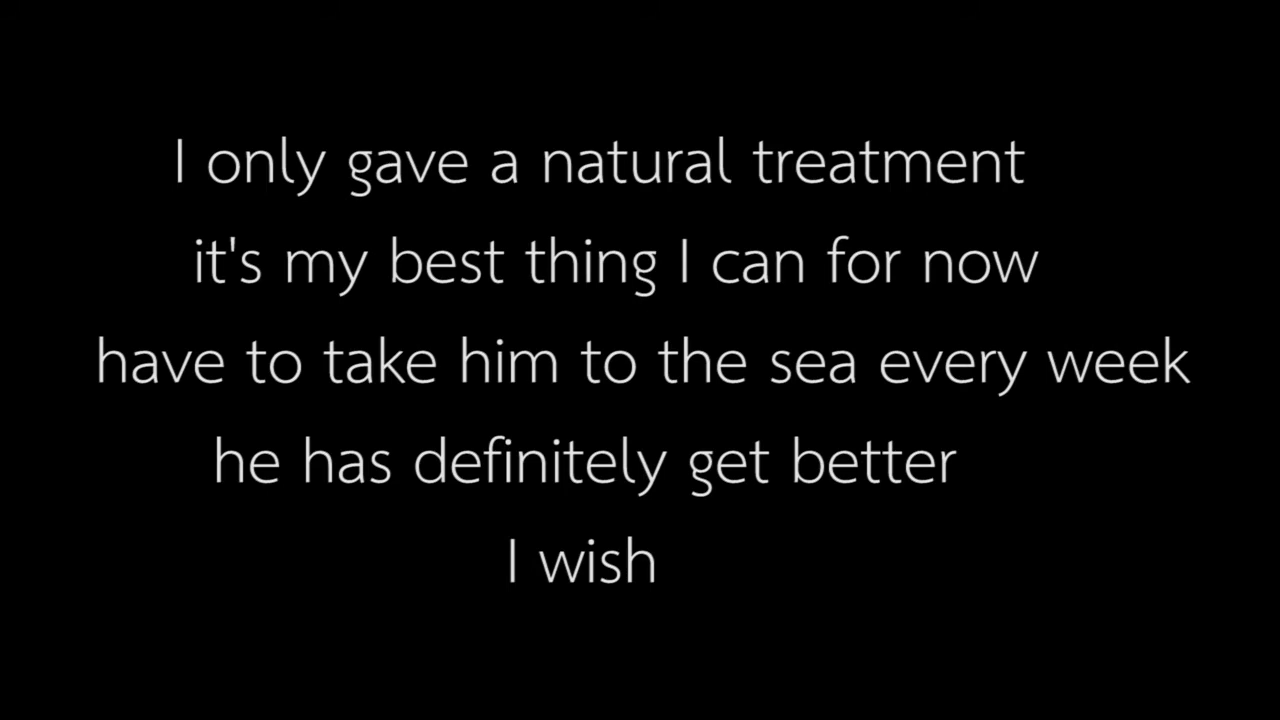 I only gave a natural treatment
it's my best thing I can for now
have to take him to the sea every week
he has definitely get better
I wish